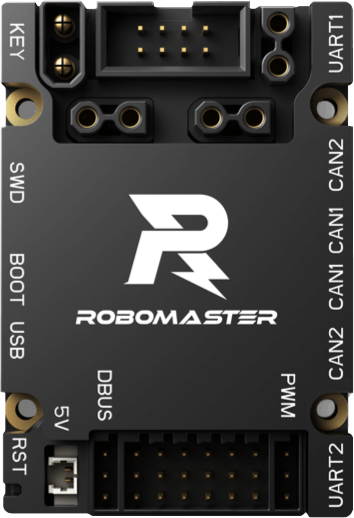 KEY
UART1
SWD
CAN2
CAN1
BOOT
CAN1
USB
CAN2
ROBOMASTER
DBUS
PWM
5V
RST
UART2